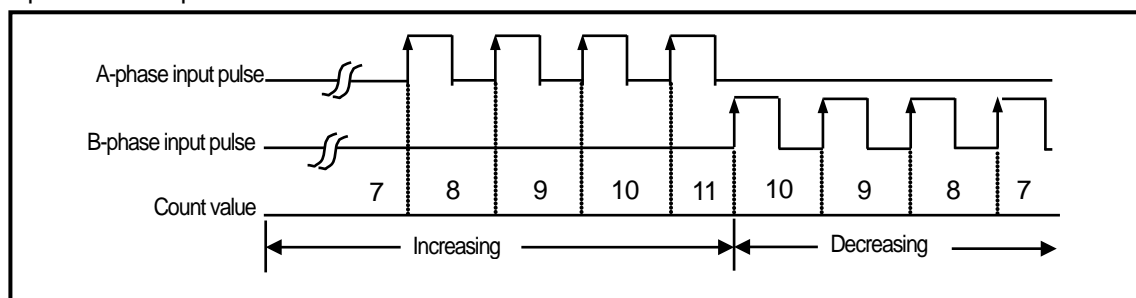 A-phase input pulse
B-phase input pulse
7 8 9 10 11 10 9 8 7
Count value
Increasing Decreasing